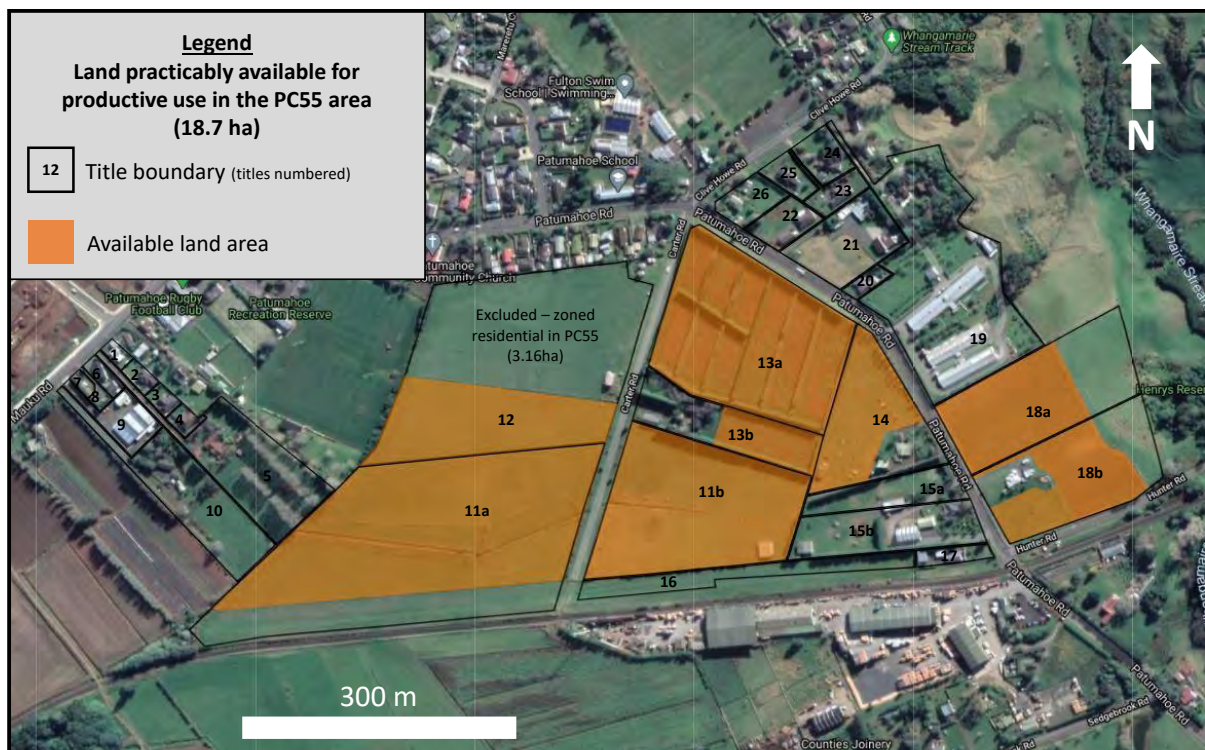 Legend
Land practicably available for
productive use in the PC55 area
(18.7 ha)
12 Title boundary (titles numbered)
Available land area
N
Whangamarie
Stream Track
Fulton Swim
School | Swimming...
Clive Howe Rd
Patumahoe School
Clive Howe Rd
Patumahoe Rd
Carter Rd
Patumahoe Rd
24
25
23
26
22
21
20
Patumahoe Rd
Community Church
Patumahoe Rugby
Football Club
Patumahoe
Recreation Reserve
Excluded – zoned
residential in PC55
(3.16ha)
Carter Rd
Whangamaire Stream
19
Mauku Rd
1
2
3
4
5
6
7
8
9
10
13a
12
13b
14
18a
Patumahoe Rd
11a
11b
15a
18b
Hunter Rd
15b
17
Hunter Rd
16
Patumahoe Rd
300 m
Patumahoe Rd
Sedgebrook Rd
Counties Joinery